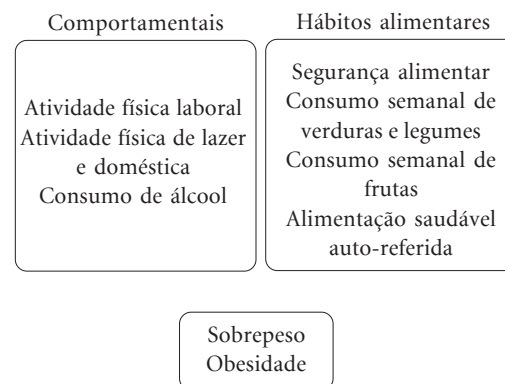 Comportamentais
Atividade física laboral
Atividade física de lazer
e doméstica
Consumo de álcool
Hábitos alimentares
Segurança alimentar
Consumo semanal de
verduras e legumes
Consumo semanal de
frutas
Alimentação saudável
auto-referida
Sobrepeso
Obesidade